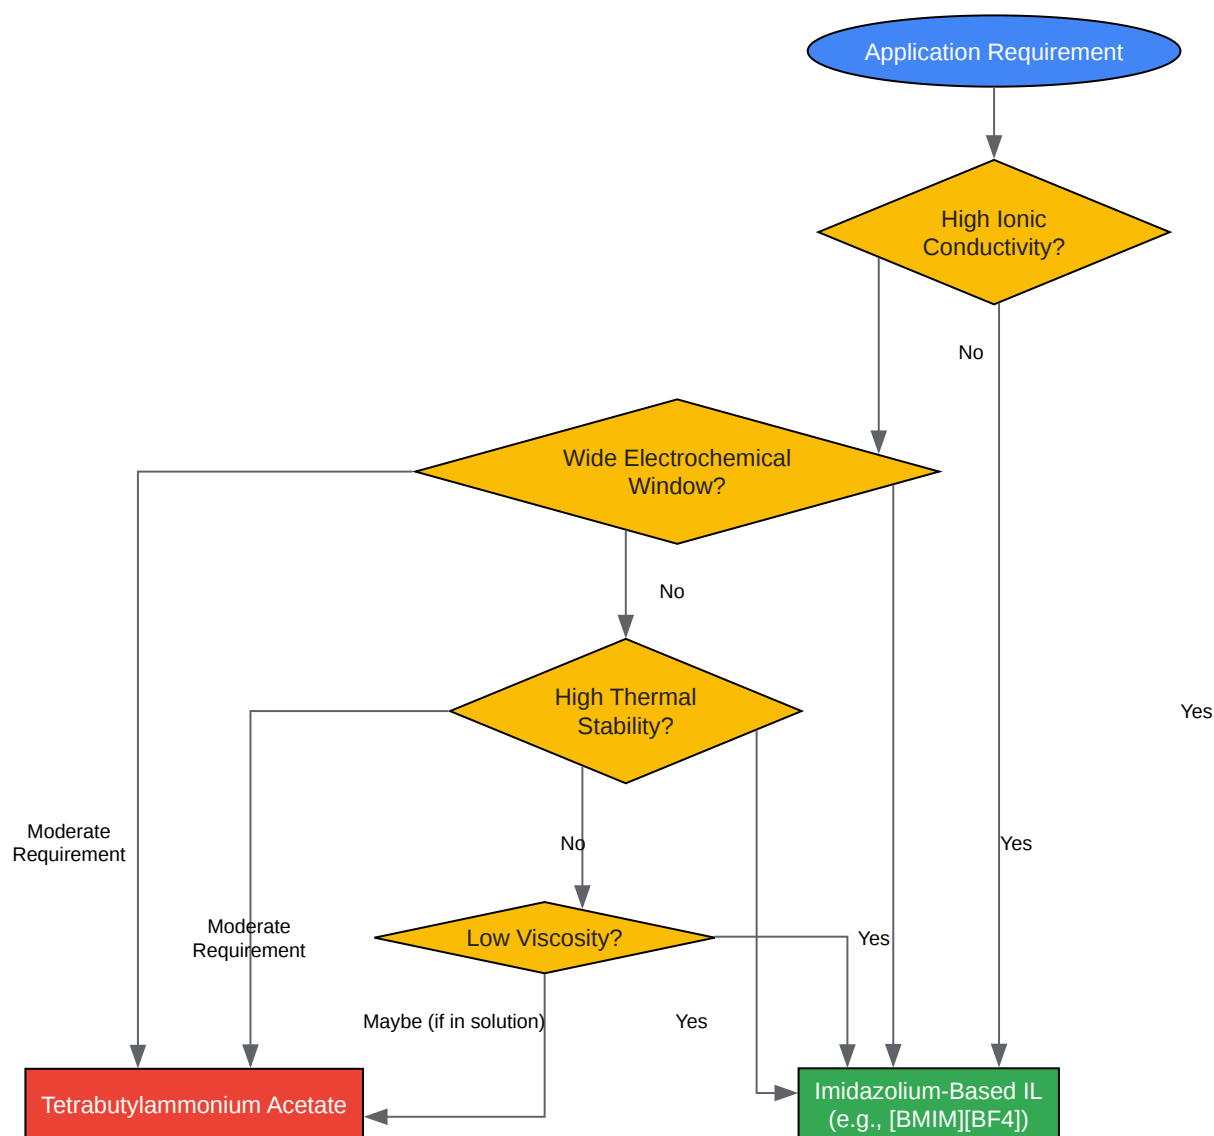 Application Requirement
High Ionic
Conductivity?
No
Wide Electrochemical
Window?
No
High Thermal
Stability?
Yes
Moderate
Requirement
No
Yes
Moderate
Requirement
Low Viscosity?
Yes
Maybe (if in solution)
Yes
Tetrabutylammonium Acetate
Imidazolium-Based IL
(e.g., [BMIM][BF4])